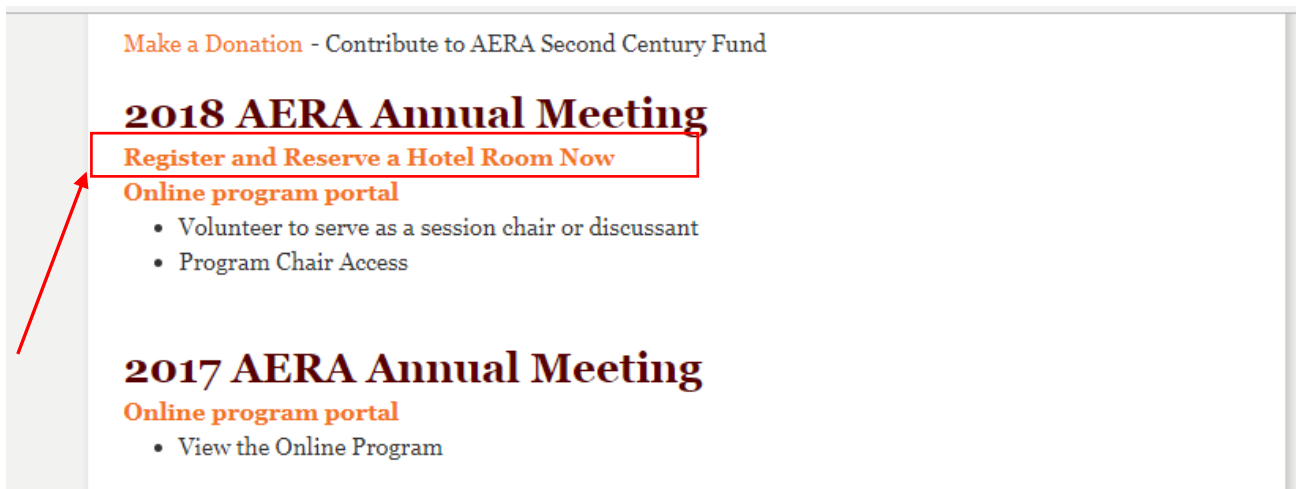 Make a Donation - Contribute to AERA Second Century Fund
2018 AERA Annual Meeting
Register and Reserve a Hotel Room Now
Online program portal
• Volunteer to serve as a session chair or discussant
• Program Chair Access
2017 AERA Annual Meeting
Online program portal
• View the Online Program